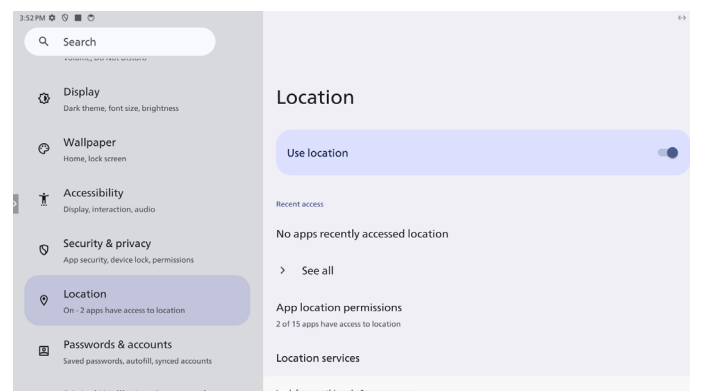 3:52 PM
Search
Display
Dark theme, font size, brightness
Wallpaper
Home, lock screen
Accessibility
Display, interaction, audio
Security & privacy
App security, device lock, permissions
Location
On - 2 apps have access to location
Passwords & accounts
Saved passwords, autofill, synced accounts
Location
Use location
Recent access
No apps recently accessed location
See all
App location permissions
2 of 15 apps have access to location
Location services